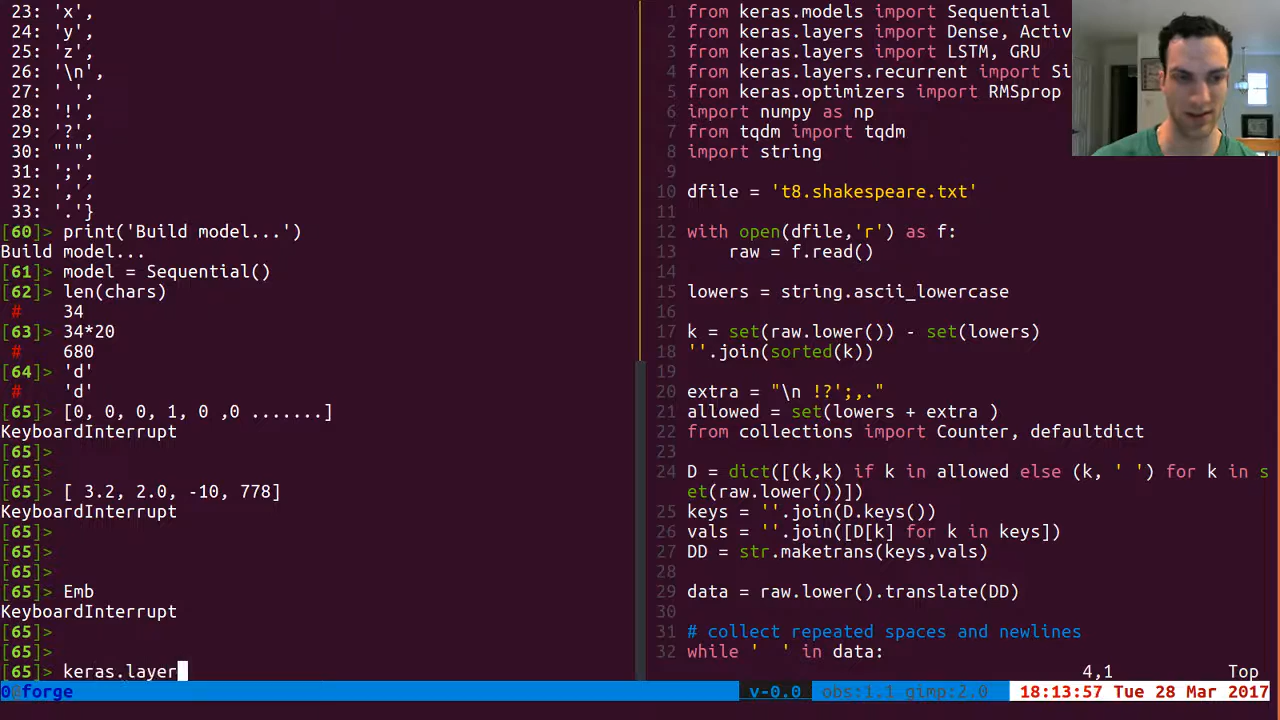 23: 'x',
24: 'y',
25: 'z',
26: '\n',
27: ' ',
28: '!',
29: '?',
30: "'",
31: ';',
32: ',',
33: '.'}
[60]> print('Build model...')
Build model...
[61]> model = Sequential()
[62]> len(chars)
#    34
[63]> 34*20
#    680
[64]> 'd'
#    'd'
[65]> [0, 0, 0, 1, 0 ,0 .......]
KeyboardInterrupt
[65]>
[65]>
[65]> [ 3.2, 2.0, -10, 778]
KeyboardInterrupt
[65]>
[65]>
[65]>
[65]> Emb
KeyboardInterrupt
[65]>
[65]>
[65]> keras.layer
1 from keras.models import Sequential
2 from keras.layers import Dense, Activ
3 from keras.layers import LSTM, GRU
4 from keras.layers.recurrent import Si
5 from keras.optimizers import RMSprop
6 import numpy as np
7 from tqdm import tqdm
8 import string
9
10 dfile = 't8.shakespeare.txt'
11
12 with open(dfile,'r') as f:
13     raw = f.read()
14
15 lowers = string.ascii_lowercase
16
17 k = set(raw.lower()) - set(lowers)
18 ''.join(sorted(k))
19
20 extra = "\n !?';,."
21 allowed = set(lowers + extra )
22 from collections import Counter, defaultdict
23
24 D = dict([(k,k) if k in allowed else (k, ' ') for k in s
et(raw.lower())])
25 keys = ''.join(D.keys())
26 vals = ''.join([D[k] for k in keys])
27 DD = str.maketrans(keys,vals)
28
29 data = raw.lower().translate(DD)
30
31 # collect repeated spaces and newlines
32 while '  ' in data:
4,1 Top
0@forge v-0.0 obs:1.1 gimp:2.0 18:13:57 Tue 28 Mar 2017